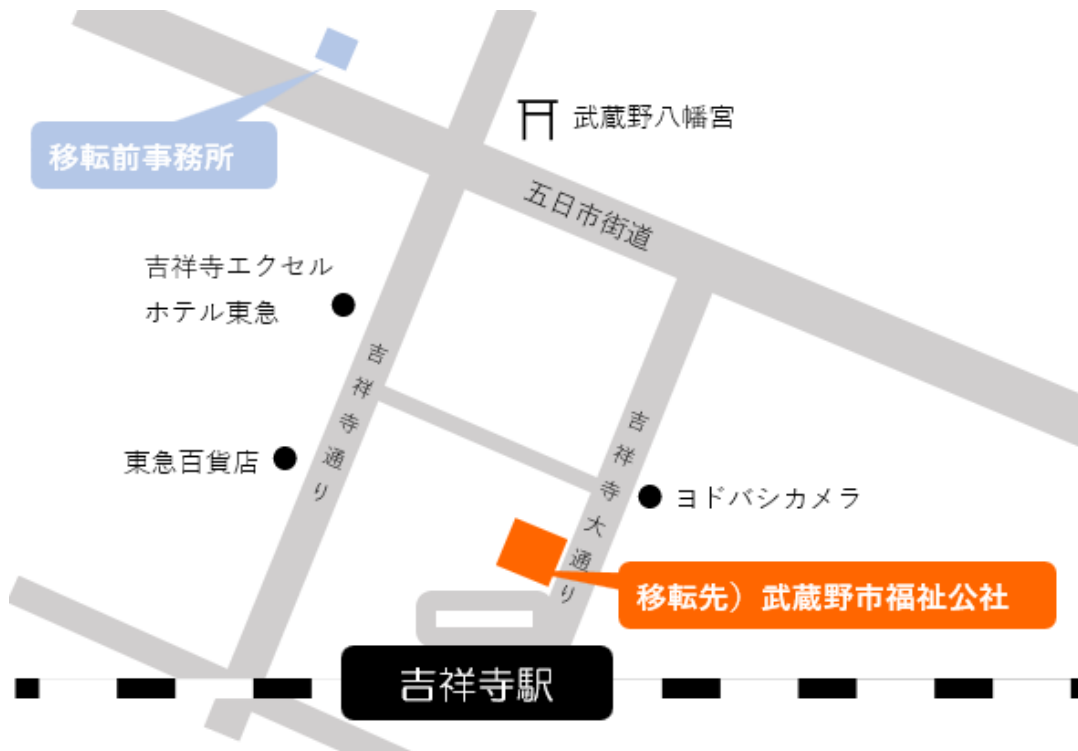 武蔵野八幡宮
移転前事務所
五日市街道
吉祥寺エクセル
ホテル東急
吉祥寺通り
吉祥寺大通り
東急百貨店
ヨドバシカメラ
移転先）武蔵野市福祉公社
吉祥寺駅